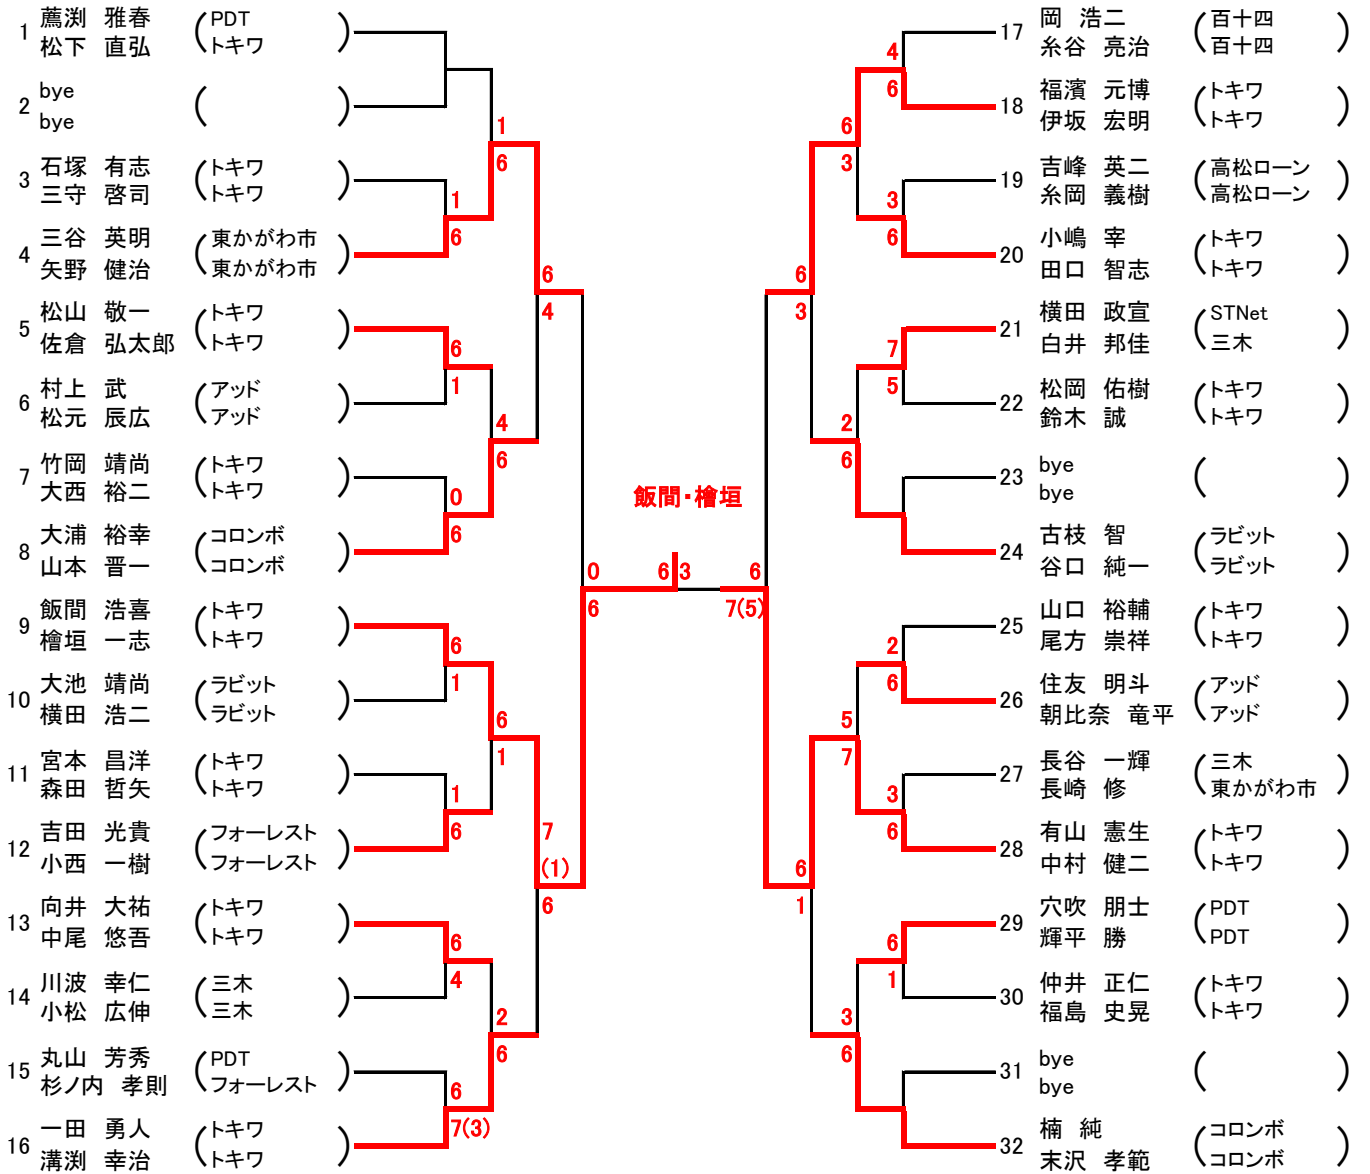 1 薦渕 雅春 (PDT
松下 直弘 トキワ)
2 bye (
bye )
3 石塚 有志 (トキワ
三守 啓司 トキワ)
4 三谷 英明 (東かがわ市
矢野 健治 東かがわ市)
5 松山 敬一 (トキワ
佐倉 弘太郎 トキワ)
6 村上 武 (アッド
松元 辰広 アッド)
7 竹岡 靖尚 (トキワ
大西 裕二 トキワ)
8 大浦 裕幸 (コロンボ
山本 晋一 コロンボ)
9 飯間 浩喜 (トキワ
檜垣 一志 トキワ)
10 大池 靖尚 (ラビット
横田 浩二 ラビット)
11 宮本 昌洋 (トキワ
森田 哲矢 トキワ)
12 吉田 光貴 (フォーレスト
小西 一樹 フォーレスト)
13 向井 大祐 (トキワ
中尾 悠吾 トキワ)
14 川波 幸仁 (三木
小松 広伸 三木)
15 丸山 芳秀 (PDT
杉ノ内 孝則 フォーレスト)
16 一田 勇人 (トキワ
溝渕 幸治 トキワ)
1
6
6
1
0
6
6
1
1
6
6
4
6
7(3)
1
6
4
6
6
1
2
6
6
4
7
(1)
6
0
6
飯間・檜垣
6 3
6
7(5)
6
3
6
1
6
3
2
6
5
7
3
6
4
6
3
6
7
5
2
6
3
6
6
1
17 岡 浩二 (百十四
糸谷 亮治 百十四)
18 福濱 元博 (トキワ
伊坂 宏明 トキワ)
19 吉峰 英二 (高松ローン
糸岡 義樹 高松ローン)
20 小嶋 宰 (トキワ
田口 智志 トキワ)
21 横田 政宣 (STNet
白井 邦佳 三木)
22 松岡 佑樹 (トキワ
鈴木 誠 トキワ)
23 bye (
bye )
24 古枝 智 (ラビット
谷口 純一 ラビット)
25 山口 裕輔 (トキワ
尾方 崇祥 トキワ)
26 住友 明斗 (アッド
朝比奈 竜平 アッド)
27 長谷 一輝 (三木
長崎 修 東かがわ市)
28 有山 憲生 (トキワ
中村 健二 トキワ)
29 穴吹 朋士 (PDT
輝平 勝 PDT)
30 仲井 正仁 (トキワ
福島 史晃 トキワ)
31 bye (
bye )
32 楠 純 (コロンボ
末沢 孝範 コロンボ)